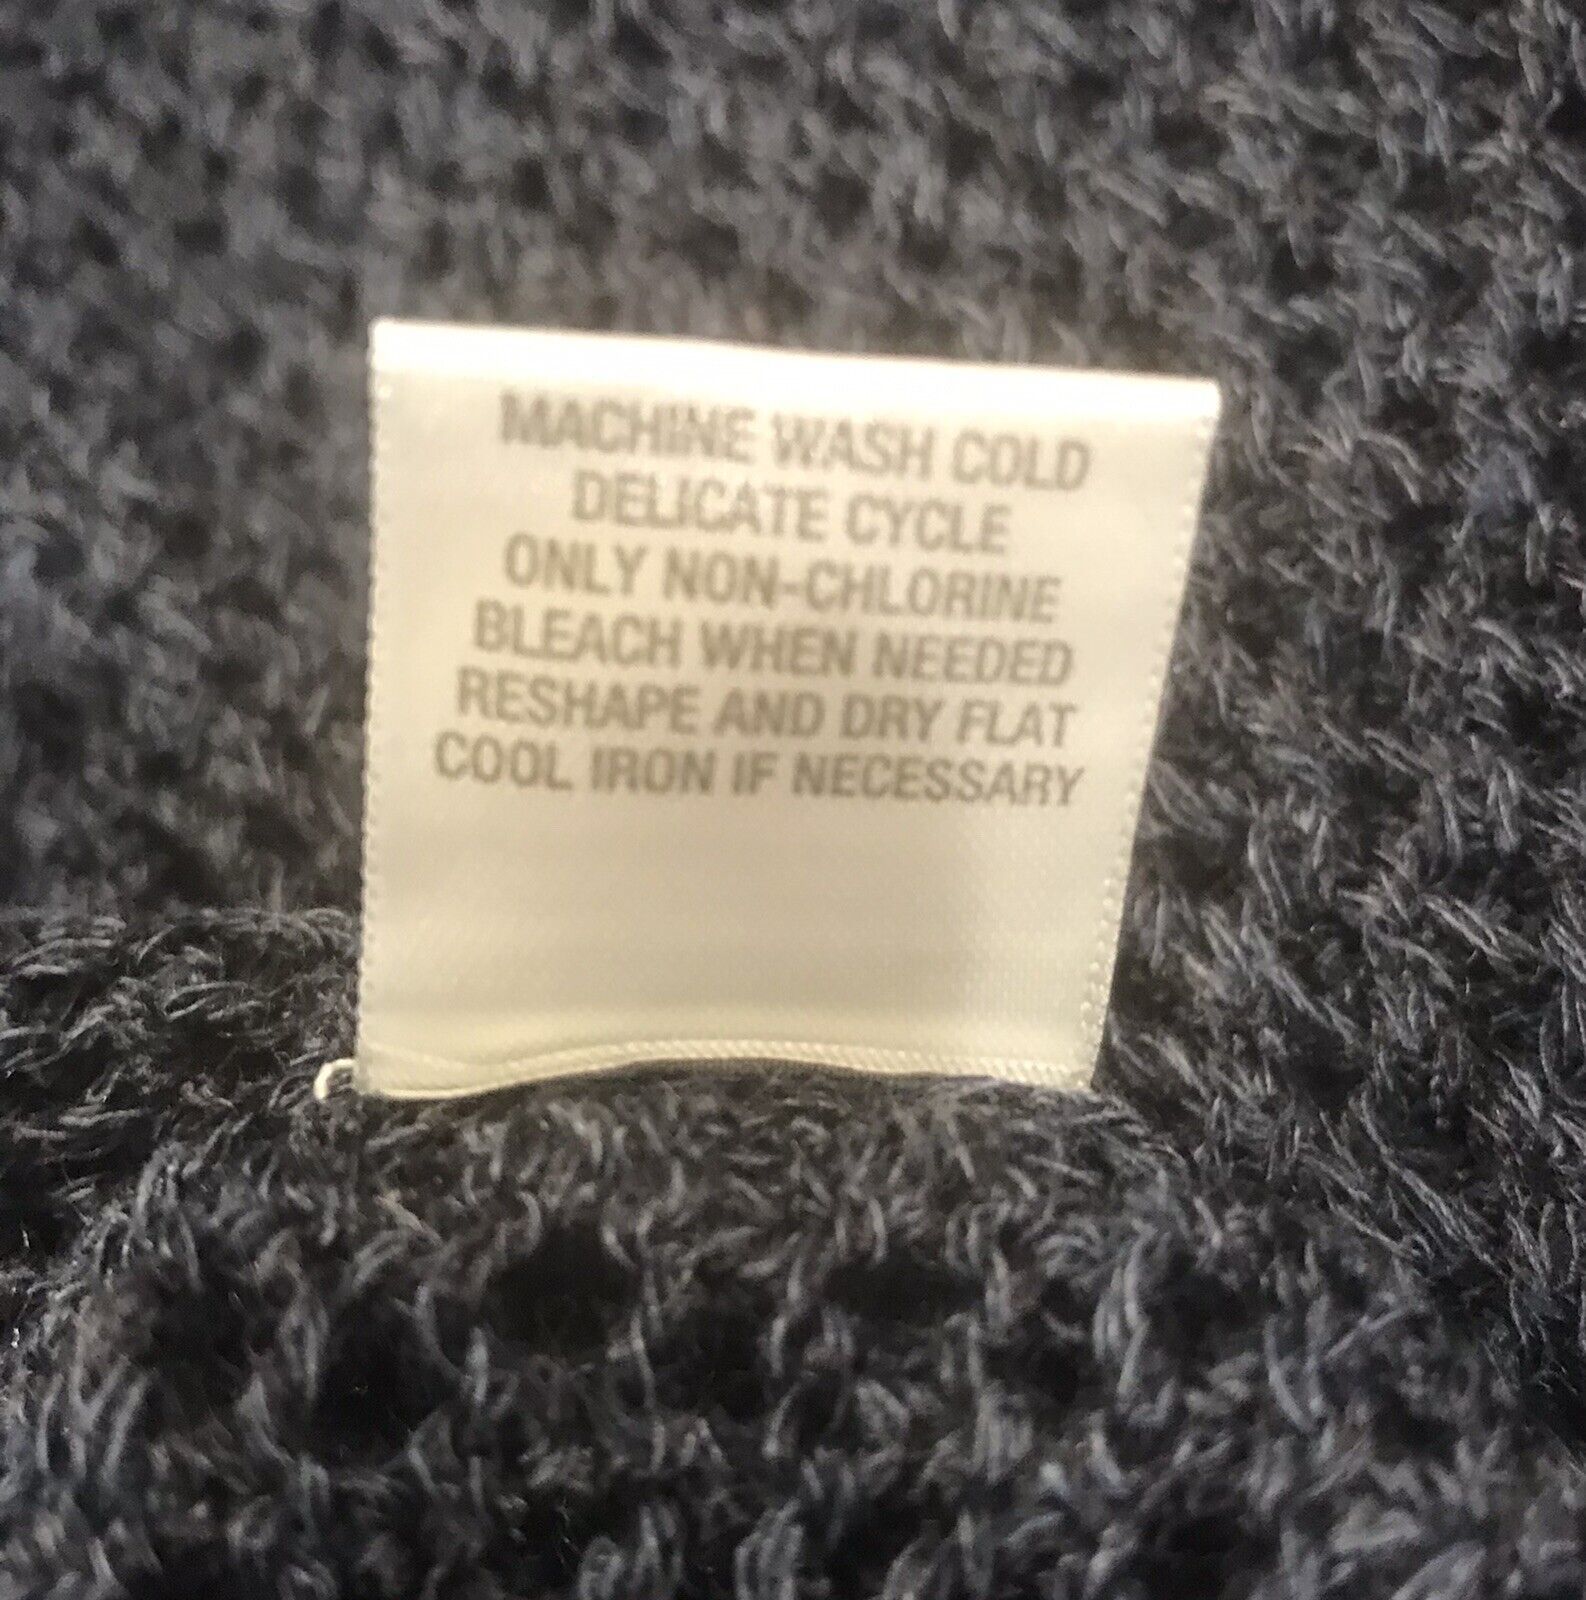 MACHINE WASH COLD
DELICATE CYCLE
ONLY NON-CHLORINE
BLEACH WHEN NEEDED
RESHAPE AND DRY FLAT
COOL IRON IF NECESSARY